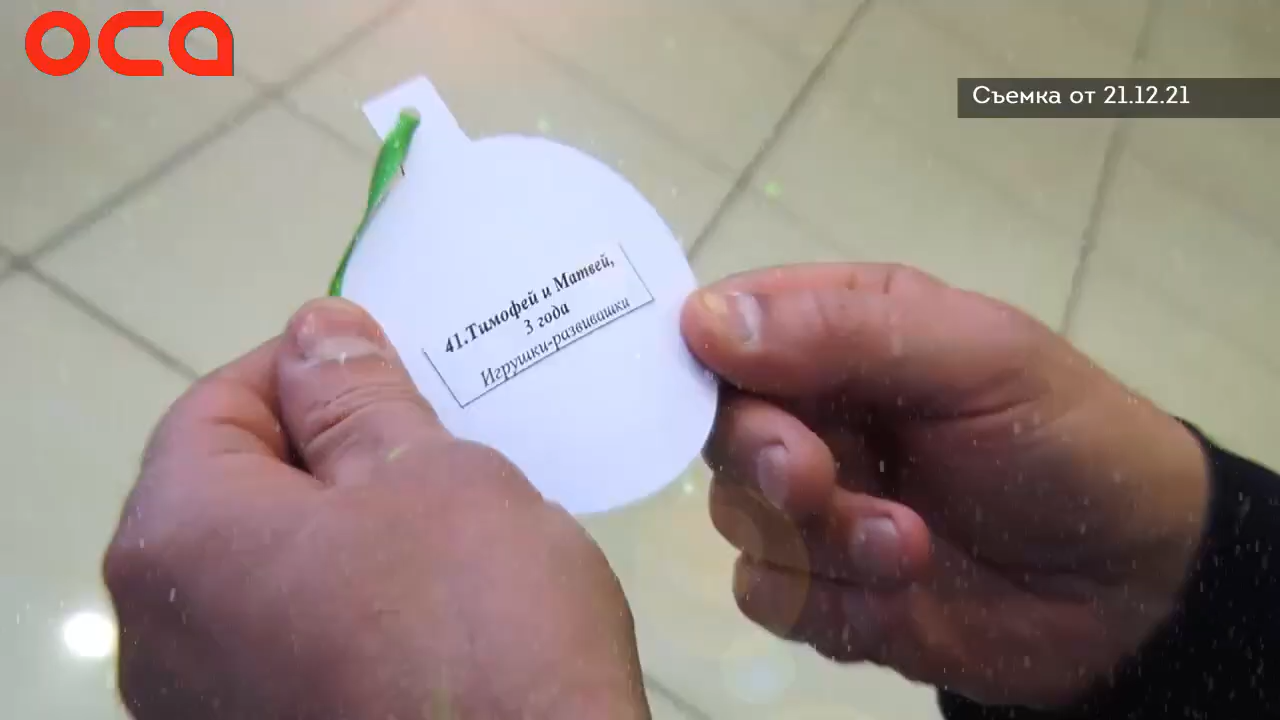 оса
Съемка от 21.12.21
41.Тимофей и Матвей,
3 года
Игрушки-развивашки